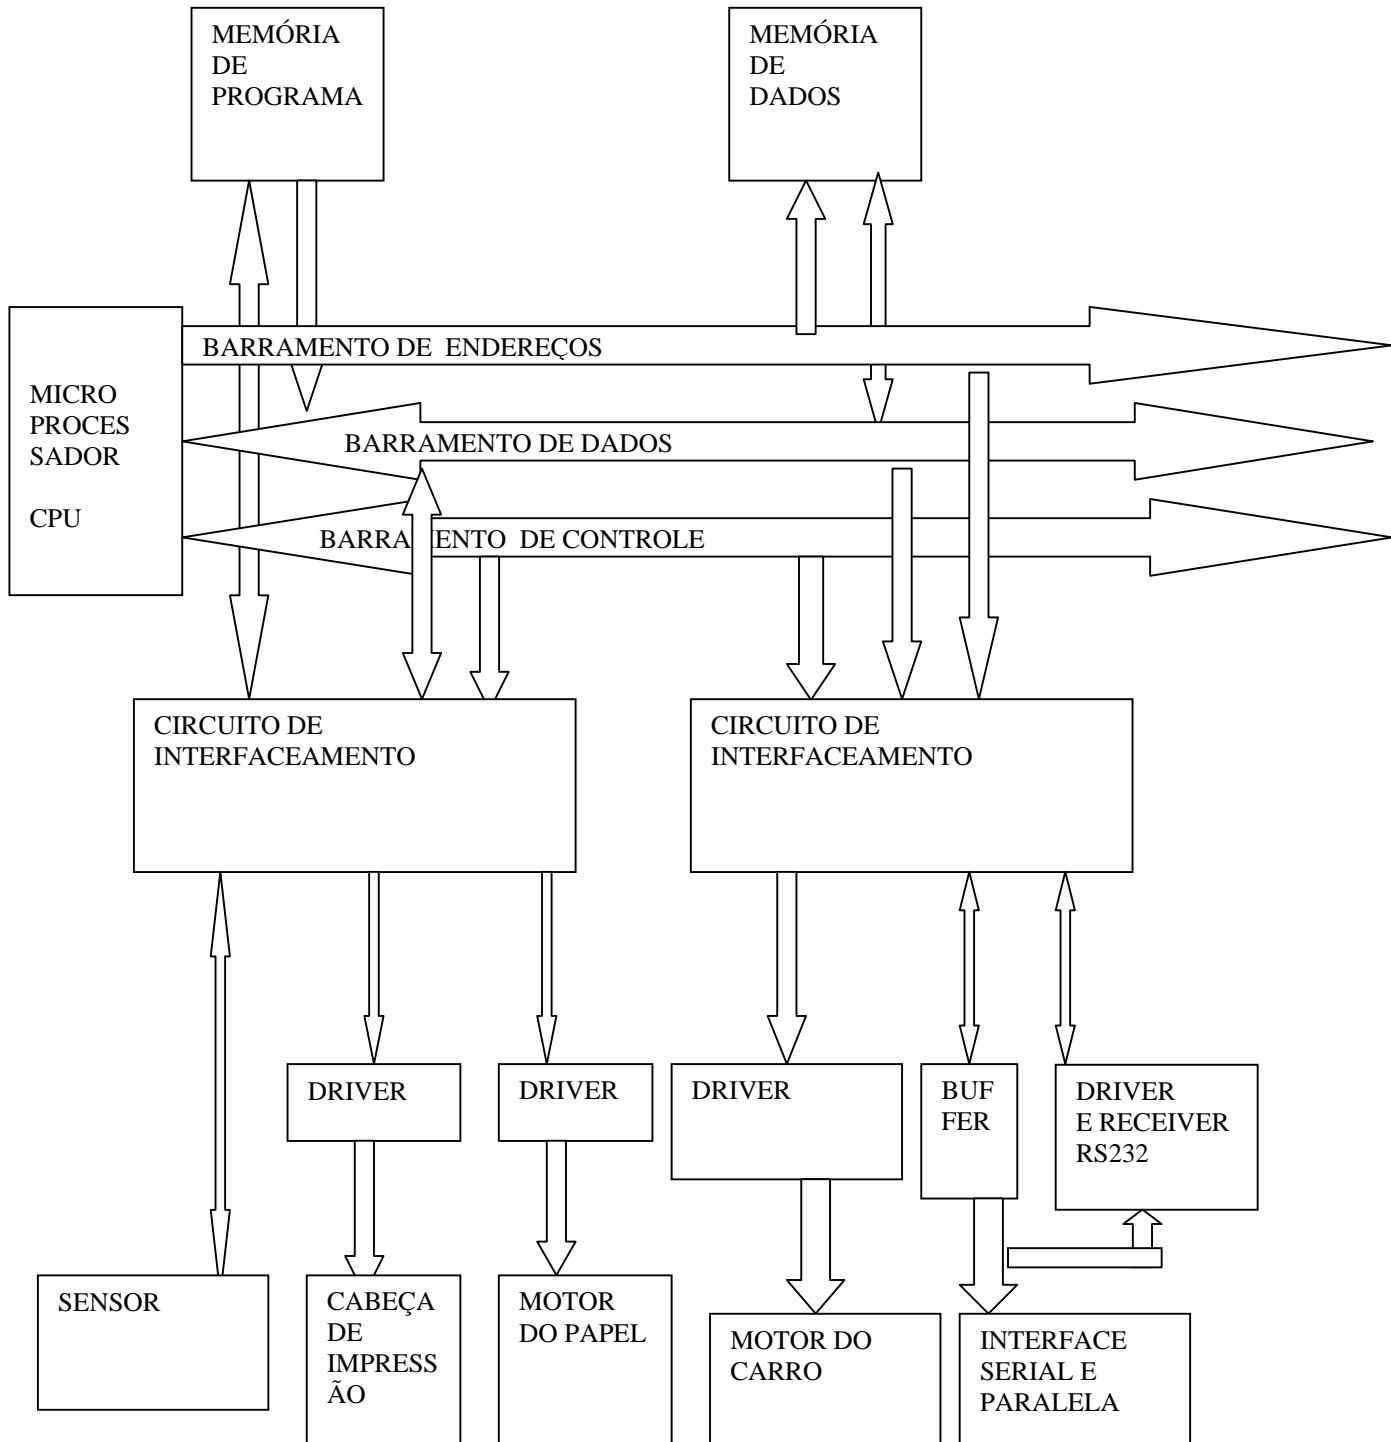 MEMÓRIA
DE
PROGRAMA
MEMÓRIA
DE
DADOS
BARRAMENTO DE  ENDEREÇOS
MICRO
PROCES
SADOR
CPU
BARRAMENTO DE DADOS
BARRAMENTO  DE CONTROLE
CIRCUITO DE
INTERFACEAMENTO
CIRCUITO DE
INTERFACEAMENTO
DRIVER
DRIVER
DRIVER
BUF
FER
DRIVER
E RECEIVER
RS232
SENSOR
CABEÇA
DE
IMPRESS
ÃO
MOTOR
DO PAPEL
MOTOR DO
CARRO
INTERFACE
SERIAL E
PARALELA